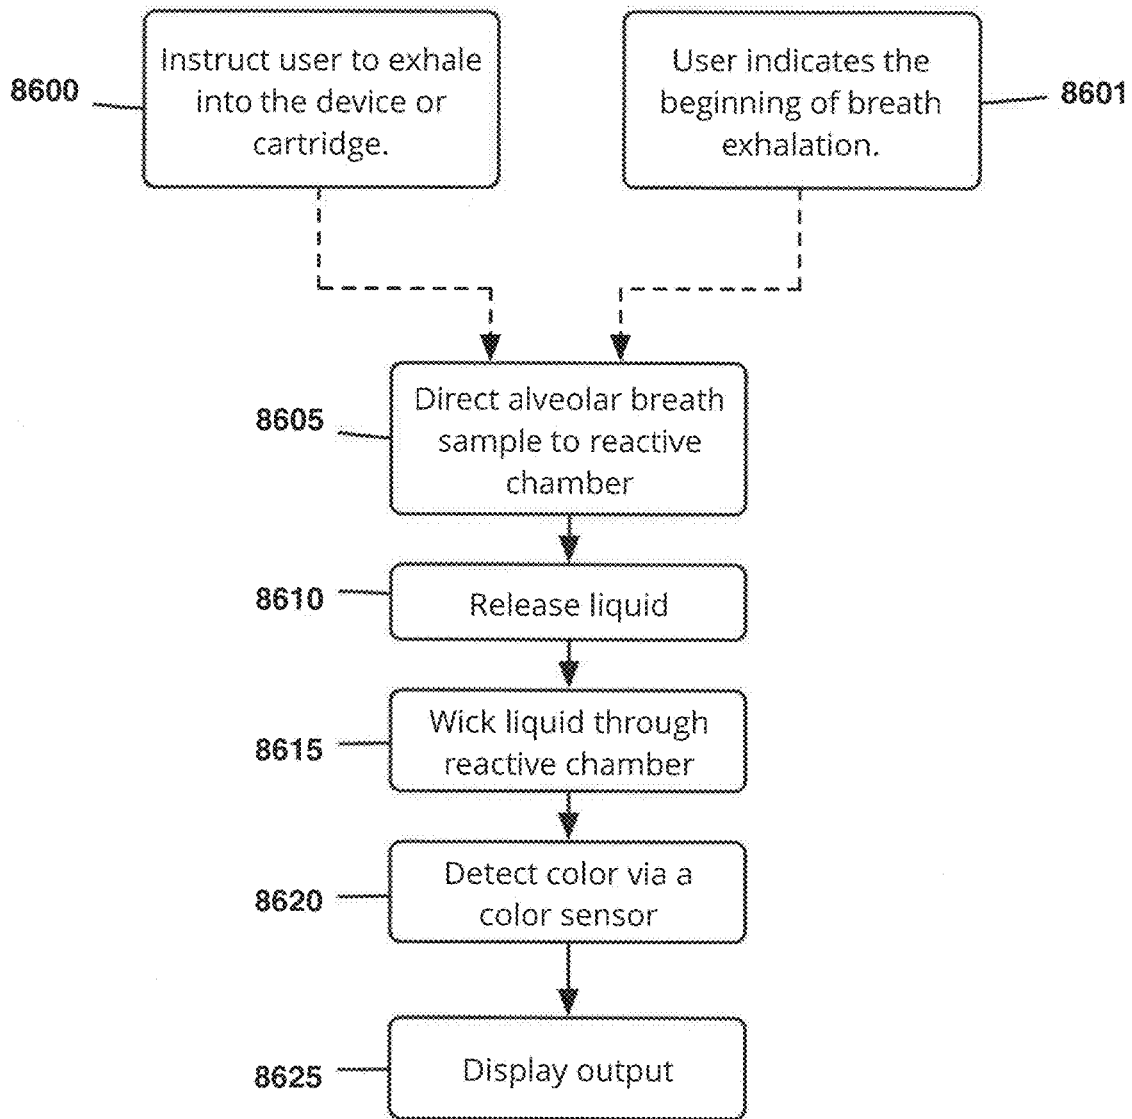 Instruct user to exhale
into the device or
cartridge.
8600
User indicates the
beginning of breath
exhalation.
8601
Direct alveolar breath
sample to reactive
chamber
8605
Release liquid
8610
Wick liquid through
reactive chamber
8615
Detect color via a
color sensor
8620
Display output
8625